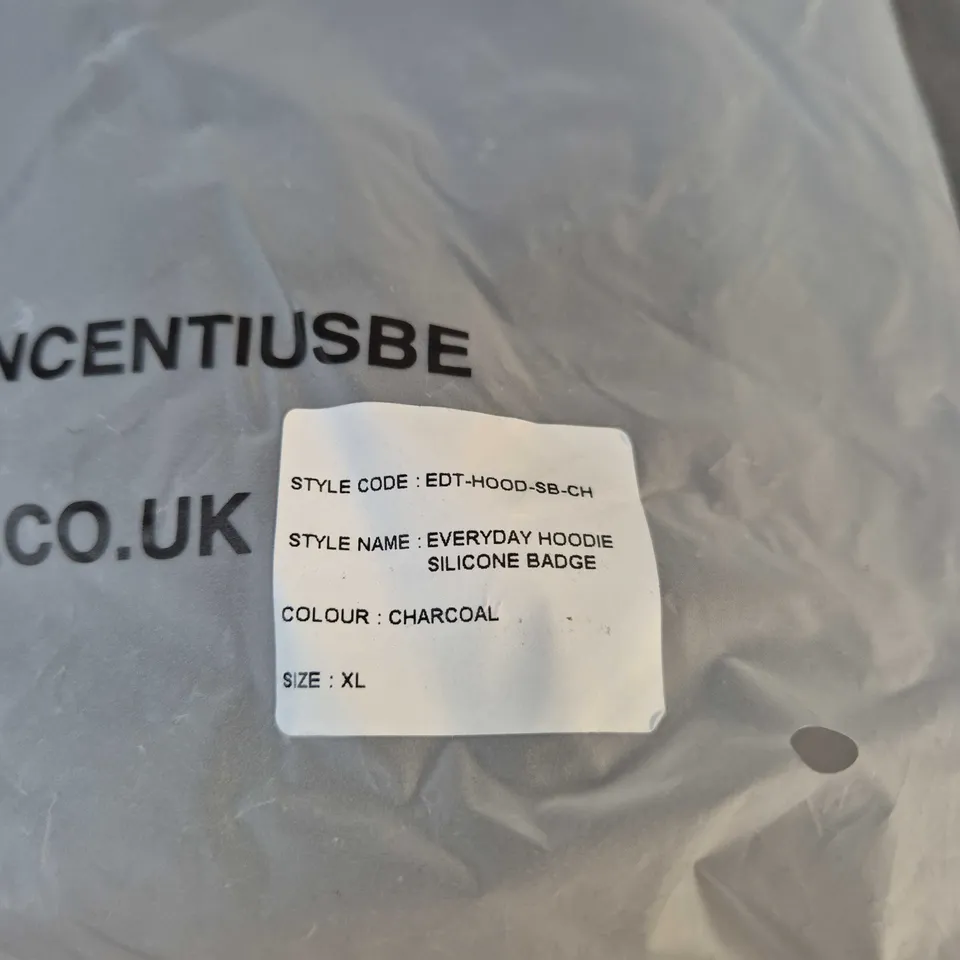 NCENTIUSBE
.CO.UK
STYLE CODE : EDT-HOOD-SB-CH
STYLE NAME : EVERYDAY HOODIE
SILICONE BADGE
COLOUR : CHARCOAL
SIZE : XL